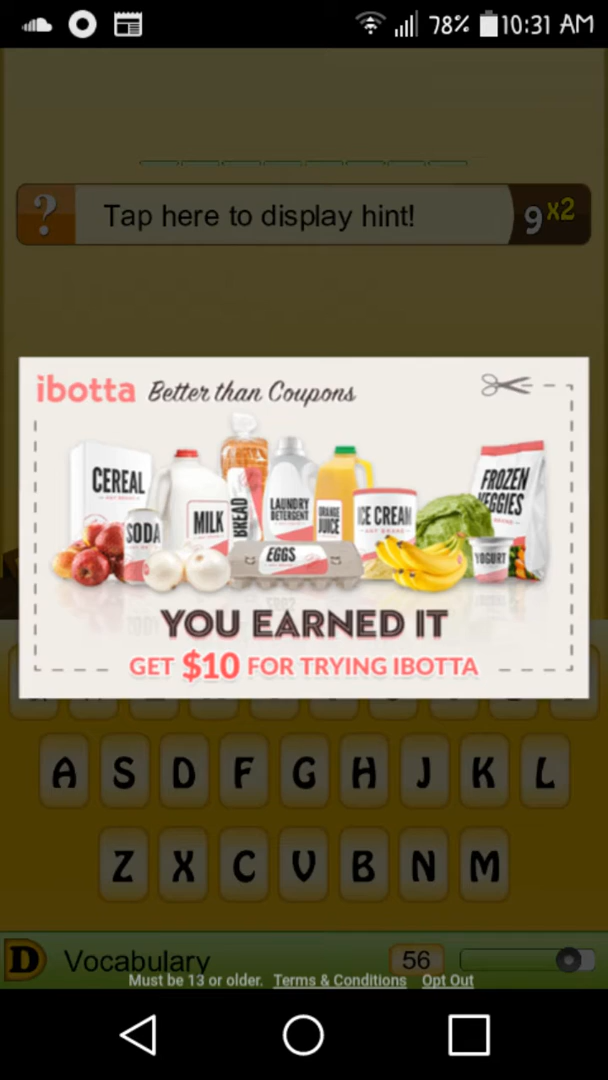 78% 10:31 AM
? Tap here to display hint! 9 x2
ibotta Better than Coupons
CEREAL
SODA
MILK
BREAD
LAUNDRY
DETERGENT
ORANGE
JUICE
EGGS
ICE CREAM
FROZEN
VEGGIES
YOGURT
YOU EARNED IT
GET $10 FOR TRYING IBOTTA
A S D F G H J K L
Z X C V B N M
D Vocabulary 56
Must be 13 or older. Terms & Conditions Opt Out